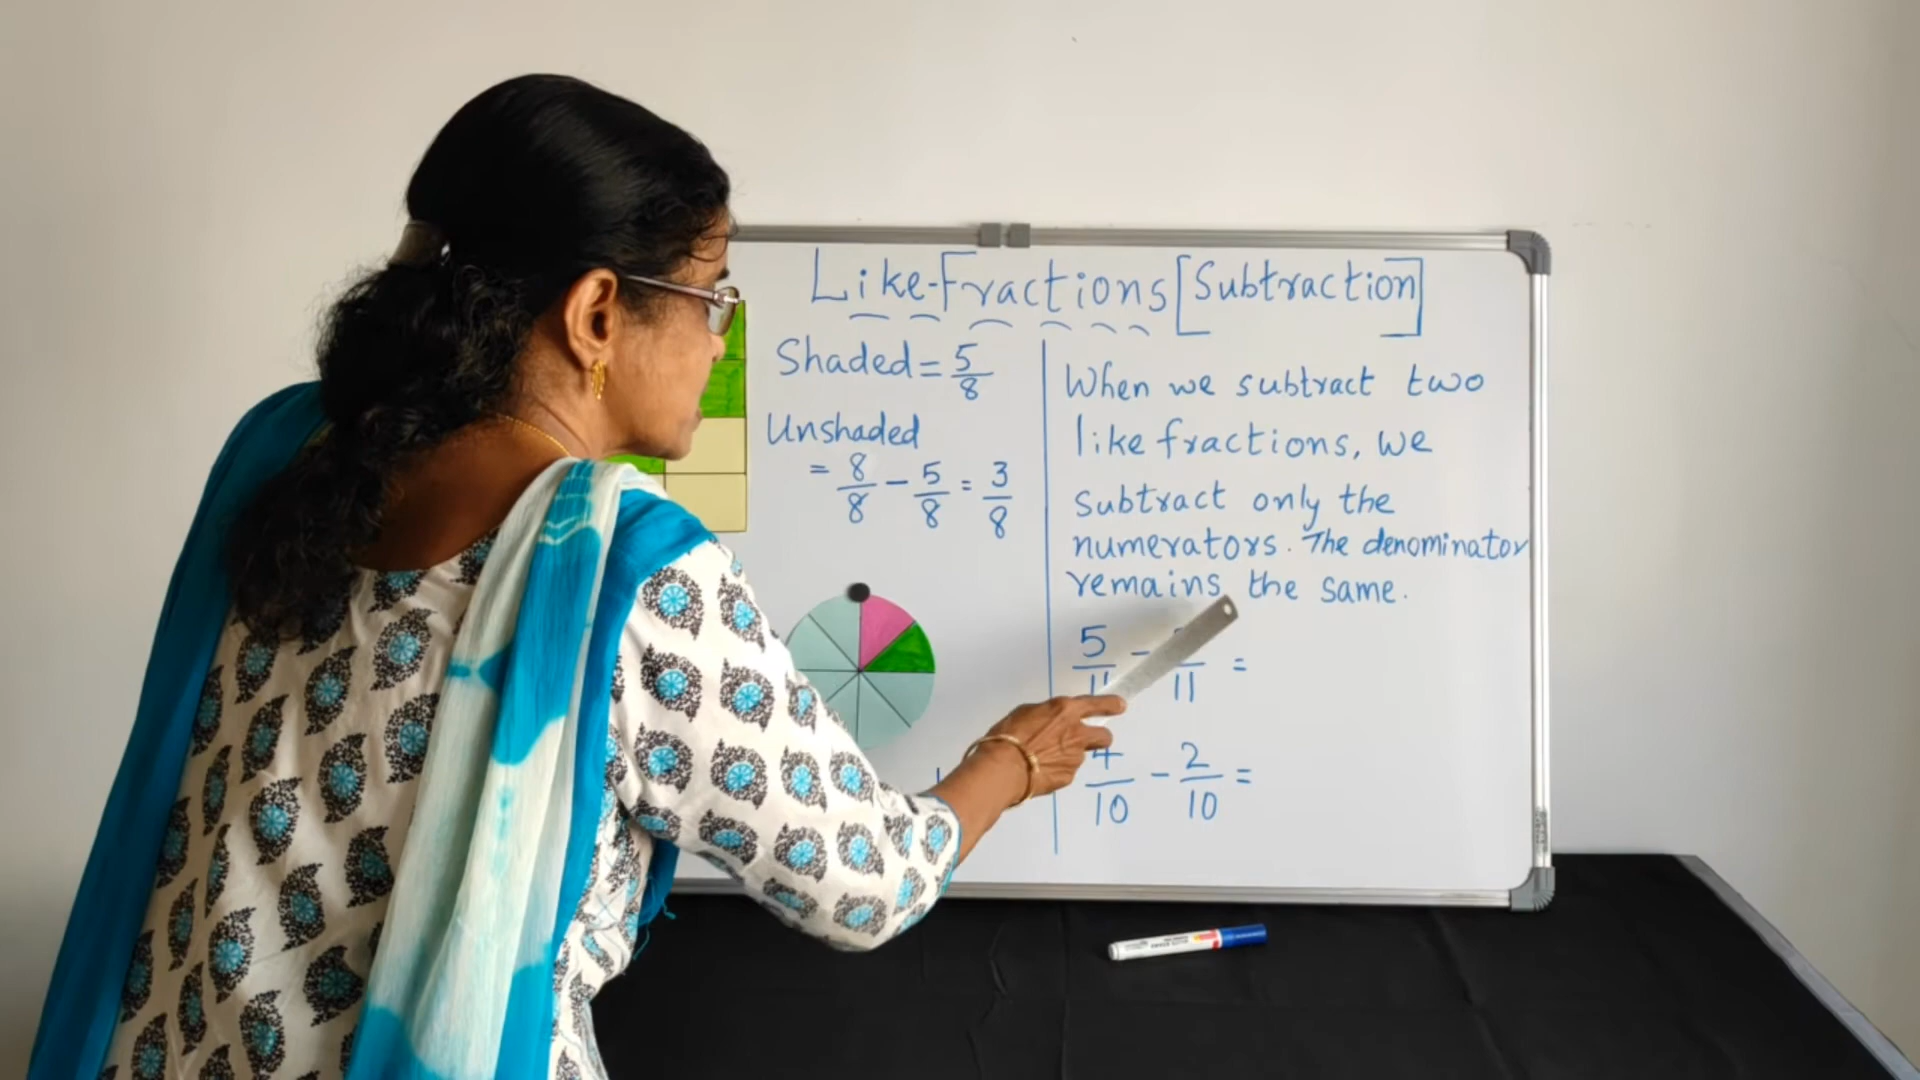 Like-Fractions [Subtraction]
Shaded = 5/8
Unshaded
= 8/8 - 5/8 = 3/8
When we subtract two
like fractions, we
subtract only the
numerators. The denominator
remains the same.
5/11 - /11 =
4/10 - 2/10 =